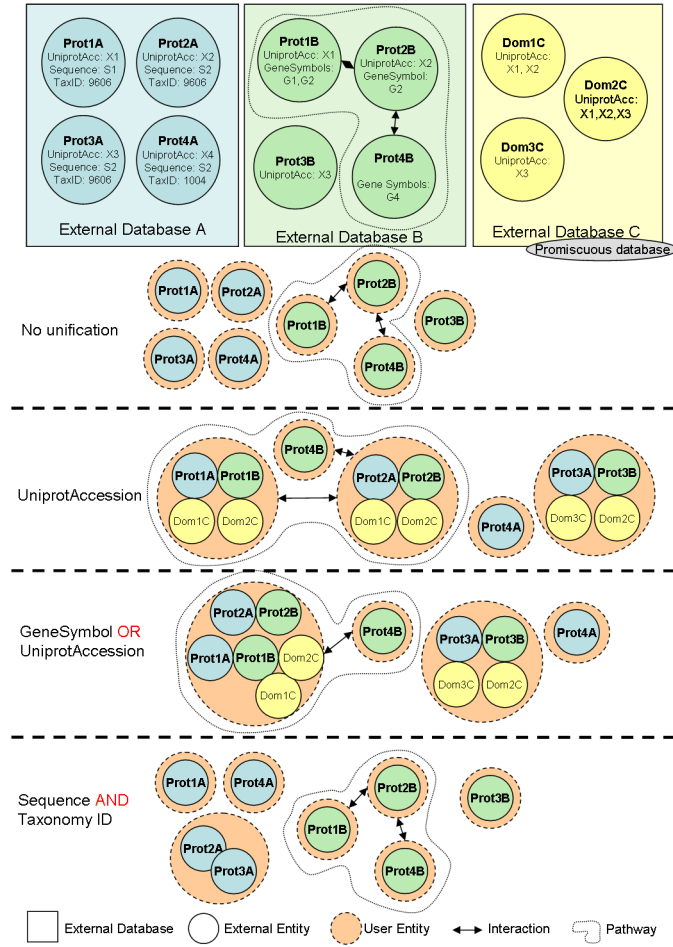 Prot1A
UniprotAcc: X1
Sequence: S1
TaxID: 9606
Prot2A
UniprotAcc: X2
Sequence: S2
TaxID: 9606
Prot3A
UniprotAcc: X3
Sequence: S2
TaxID: 9606
Prot4A
UniprotAcc: X4
Sequence: S2
TaxID: 1004
External Database A
Prot1B
UniprotAcc: X1
GeneSymbols:
G1,G2
Prot2B
UniprotAcc: X2
GeneSymbol:
G2
Prot3B
UniprotAcc: X3
Prot4B
Gene Symbols:
G4
External Database B
Dom1C
UniprotAcc:
X1, X2
Dom2C
UniprotAcc:
X1,X2,X3
Dom3C
UniprotAcc:
X3
External Database C
Promiscuous database
No unification
Prot1A
Prot2A
Prot3A
Prot4A
Prot1B
Prot2B
Prot4B
Prot3B
UniprotAccession
Prot1A
Prot1B
Dom1C
Dom2C
Prot4B
Prot2A
Prot2B
Dom1C
Dom2C
Prot4A
Prot3A
Prot3B
Dom3C
Dom2C
GeneSymbol OR
UniprotAccession
Prot2A
Prot2B
Prot1A
Prot1B
Dom2C
Dom1C
Prot4B
Prot3A
Prot3B
Dom3C
Dom2C
Prot4A
Sequence AND
Taxonomy ID
Prot1A
Prot4A
Prot2A
Prot3A
Prot1B
Prot2B
Prot4B
Prot3B
External Database
External Entity
User Entity
Interaction
Pathway